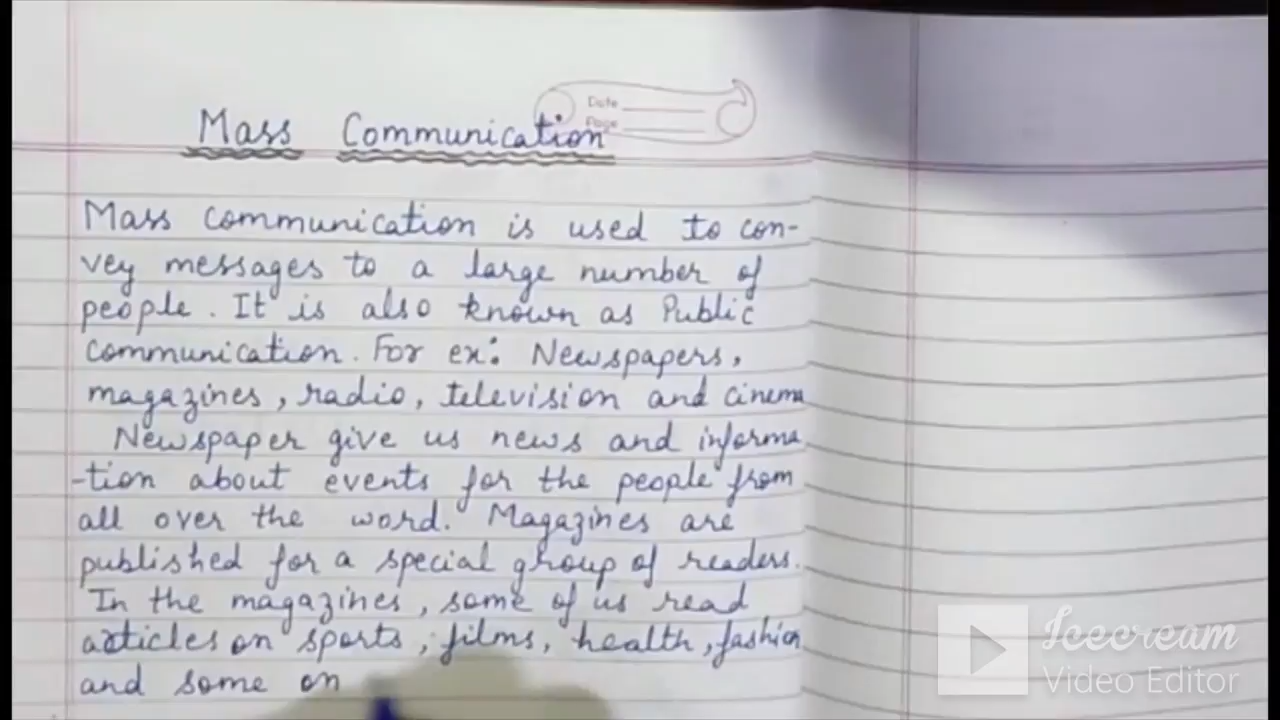 Date
Page
Mass Communication
Mass communication is used to con-
vey messages to a large number of
people. It is also known as Public
communication. For ex: Newspapers,
magazines, radio, television and cinema
Newspaper give us news and informa
-tion about events for the people from
all over the word. Magazines are
published for a special group of readers.
In the magazines, some of us read
articles on sports, films, health, fashion
and some on
Icecream
Video Editor